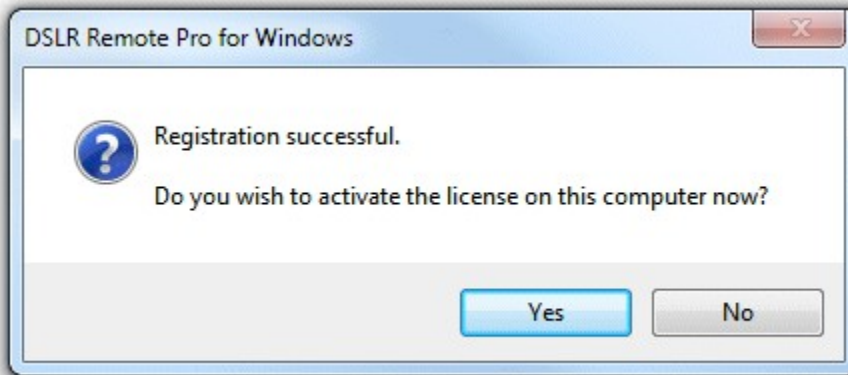 DSLR Remote Pro for Windows
Registration successful.
Do you wish to activate the license on this computer now?
Yes
No